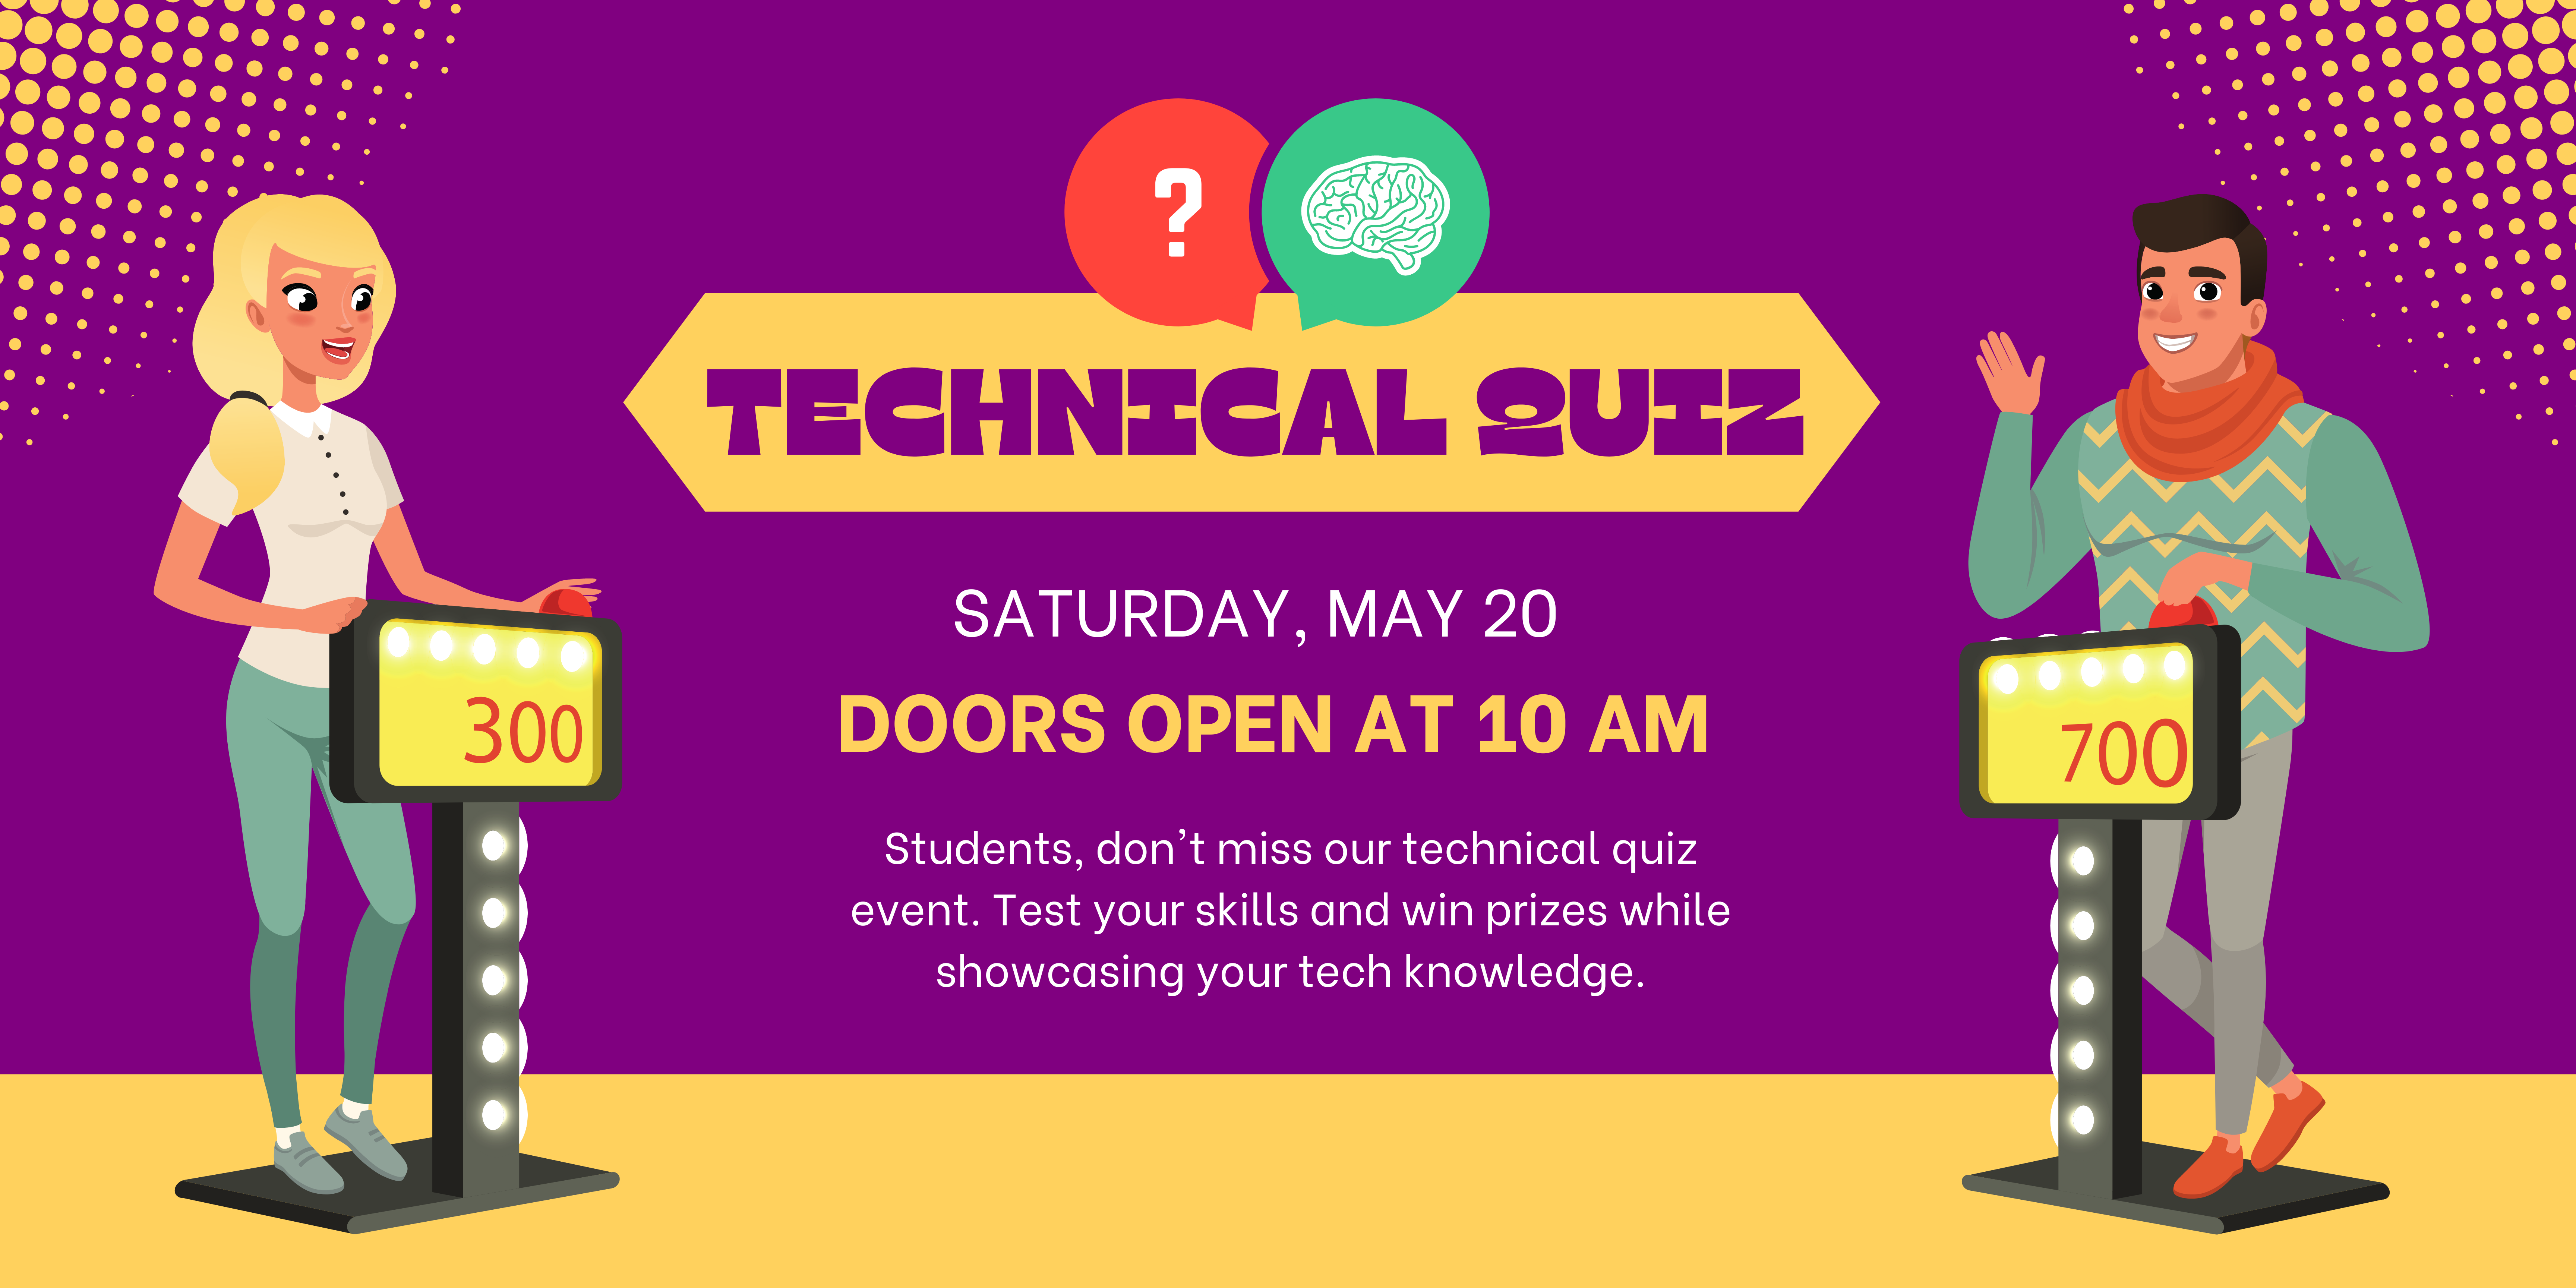 ?
TECHNICAL QUIZ
SATURDAY, MAY 20
DOORS OPEN AT 10 AM
300
700
Students, don't miss our technical quiz
event. Test your skills and win prizes while
showcasing your tech knowledge.